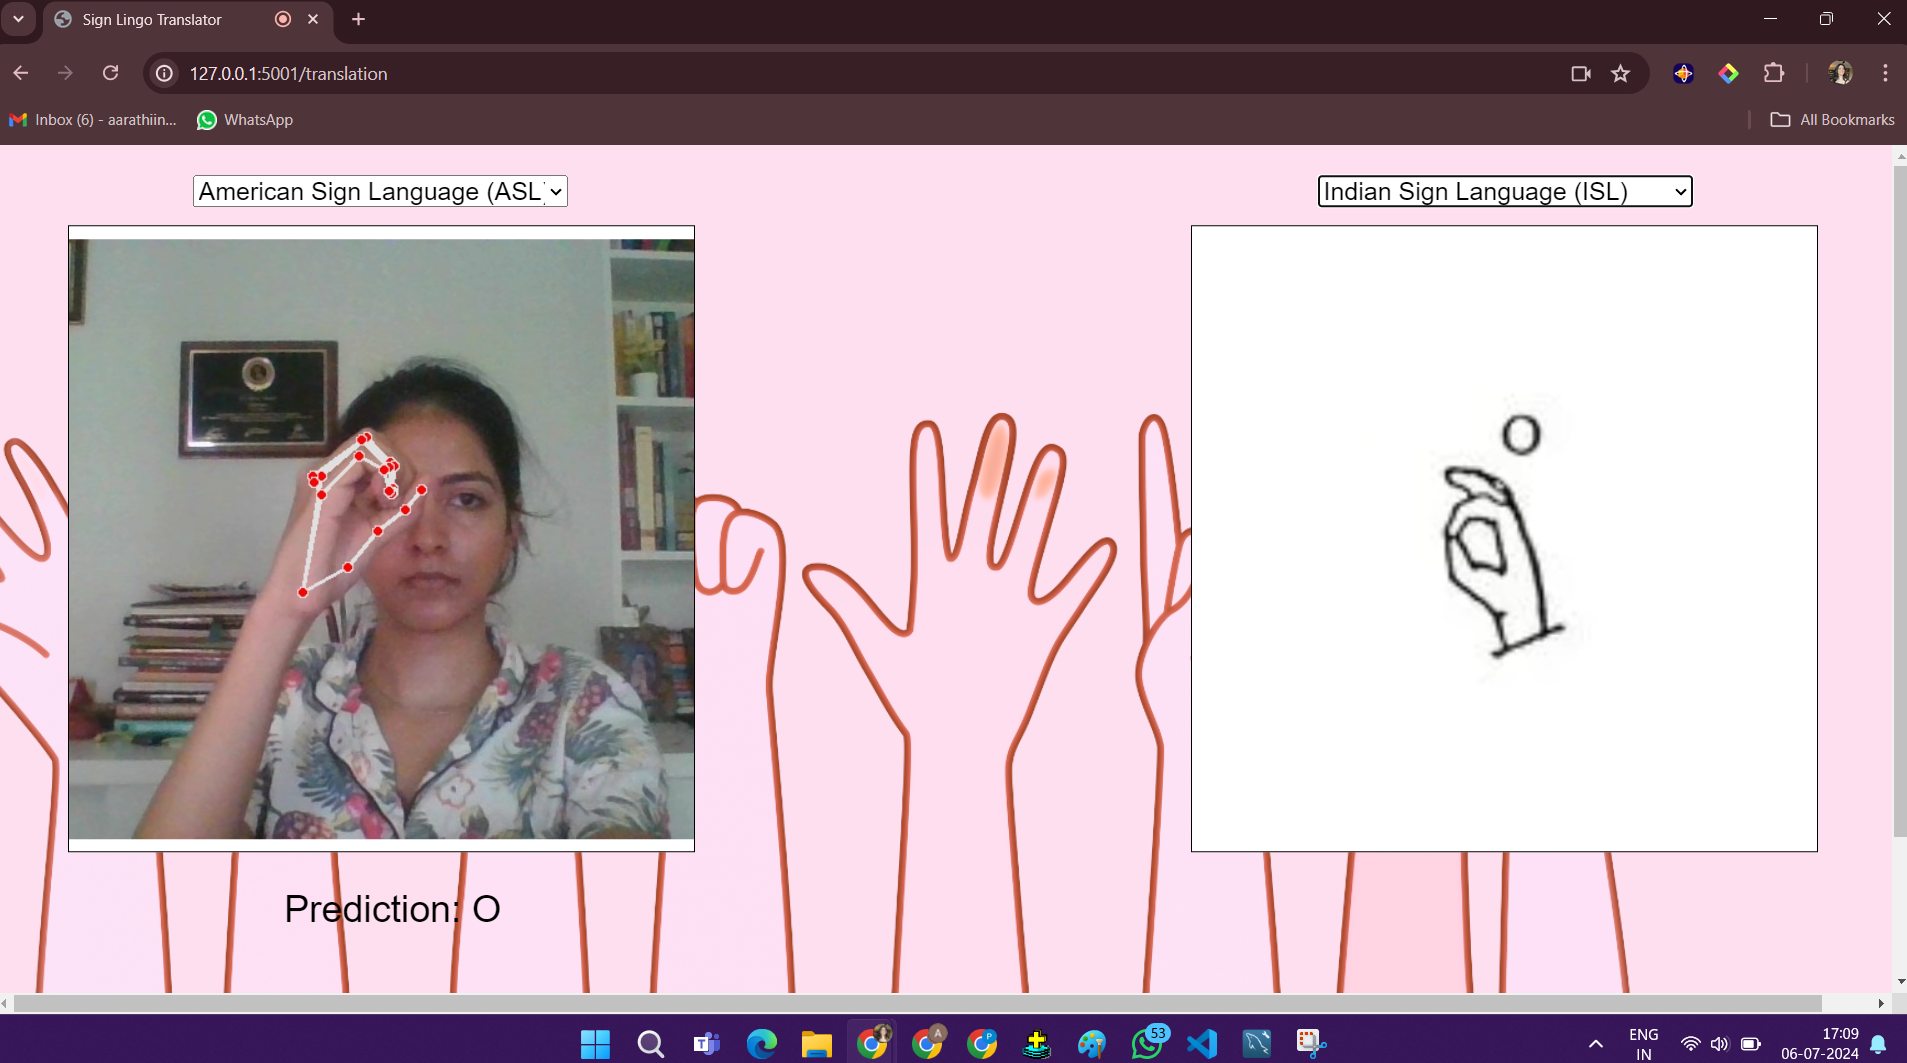 Sign Lingo Translator
127.0.0.1:5001/translation
Inbox (6) - aarathiin...
WhatsApp
All Bookmarks
American Sign Language (ASL)
Indian Sign Language (ISL)
O
Prediction: O
T
A
P
53
ENG
IN
17:09
06-07-2024